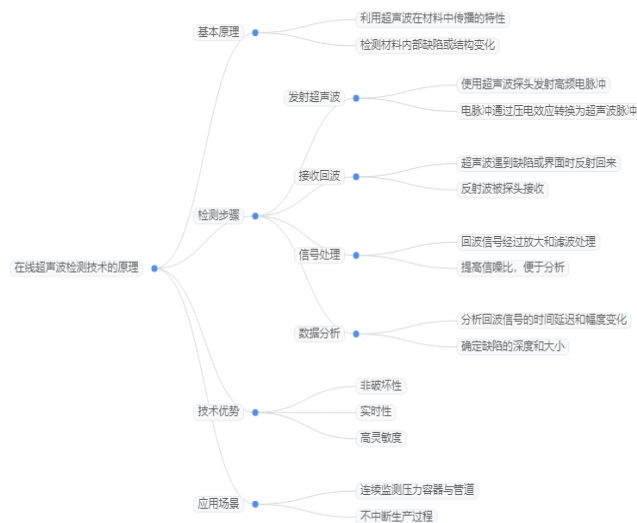 在线超声波检测技术的原理
基本原理
利用超声波在材料中传播的特性
检测材料内部缺陷或结构变化
检测步骤
发射超声波
使用超声波探头发射高频电脉冲
电脉冲通过压电效应转换为超声波脉冲
接收回波
超声波遇到缺陷或界面时反射回来
反射波被探头接收
信号处理
回波信号经过放大和滤波处理
提高信噪比，便于分析
数据分析
分析回波信号的时间延迟和幅度变化
确定缺陷的深度和大小
技术优势
非破坏性
实时性
高灵敏度
应用场景
连续监测压力容器与管道
不中断生产过程